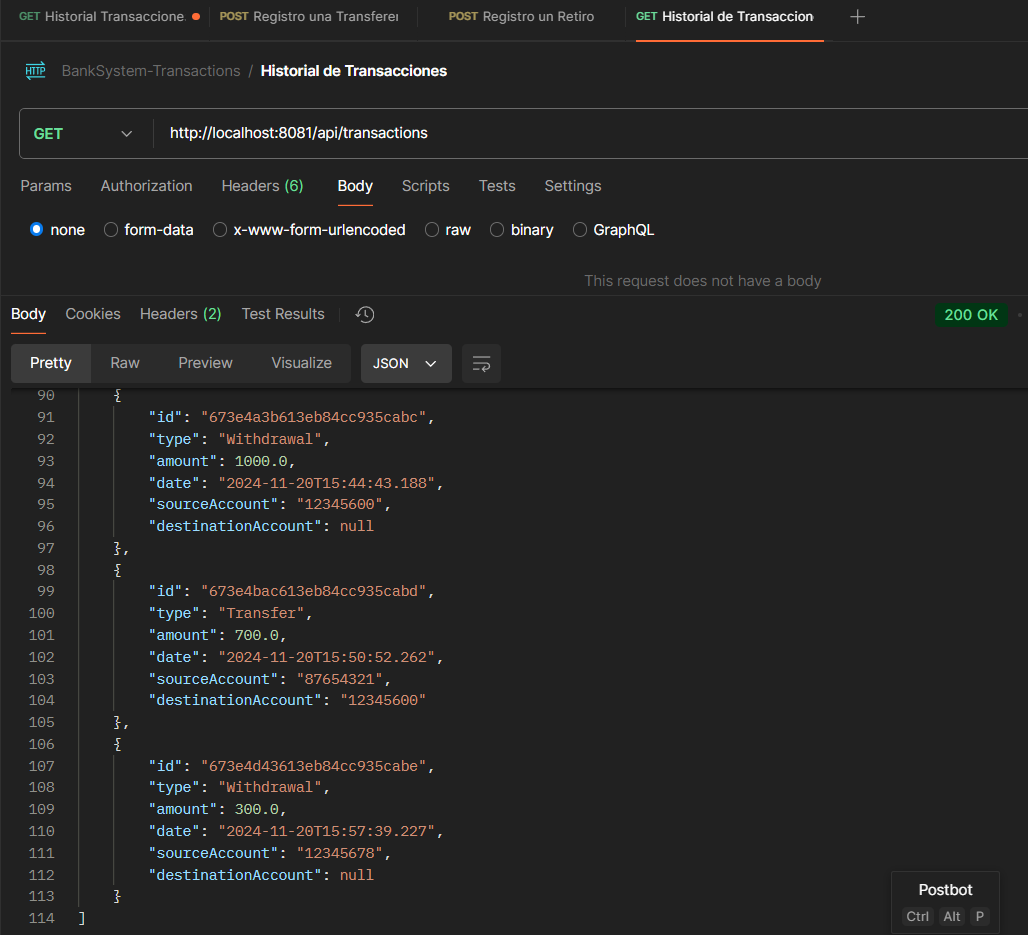 GET Historial Transaccione POST Registro una Transferer POST Registro un Retiro GET Historial de Transaccion
HTTP BankSystem-Transactions / Historial de Transacciones
GET http://localhost:8081/api/transactions
Params Authorization Headers (6) Body Scripts Tests Settings
none form-data x-www-form-urlencoded raw binary GraphQL
This request does not have a body
Body Cookies Headers (2) Test Results 200 OK
Pretty Raw Preview Visualize JSON
90 {
91 "id": "673e4a3b613eb84cc935cabc",
92 "type": "Withdrawal",
93 "amount": 1000.0,
94 "date": "2024-11-20T15:44:43.188",
95 "sourceAccount": "12345600",
96 "destinationAccount": null
97 },
98 {
99 "id": "673e4bac613eb84cc935cabd",
100 "type": "Transfer",
101 "amount": 700.0,
102 "date": "2024-11-20T15:50:52.262",
103 "sourceAccount": "87654321",
104 "destinationAccount": "12345600"
105 },
106 {
107 "id": "673e4d43613eb84cc935cabe",
108 "type": "Withdrawal",
109 "amount": 300.0,
110 "date": "2024-11-20T15:57:39.227",
111 "sourceAccount": "12345678",
112 "destinationAccount": null
113 }
114 ]
Postbot
Ctrl Alt P